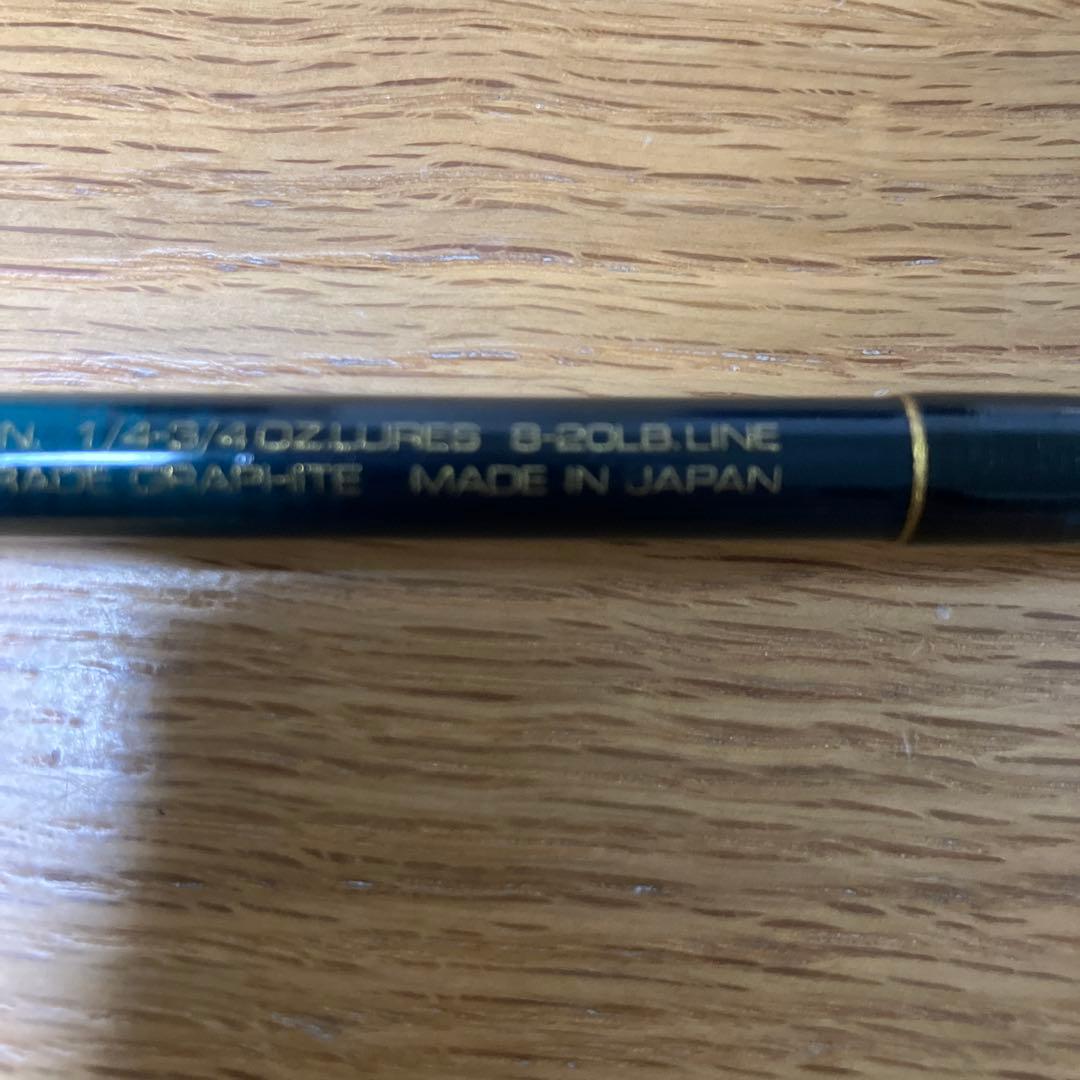 N. 1/4-3/4 OZ.LURES 8-20LB.LINE
RADE GRAPHITE MADE IN JAPAN